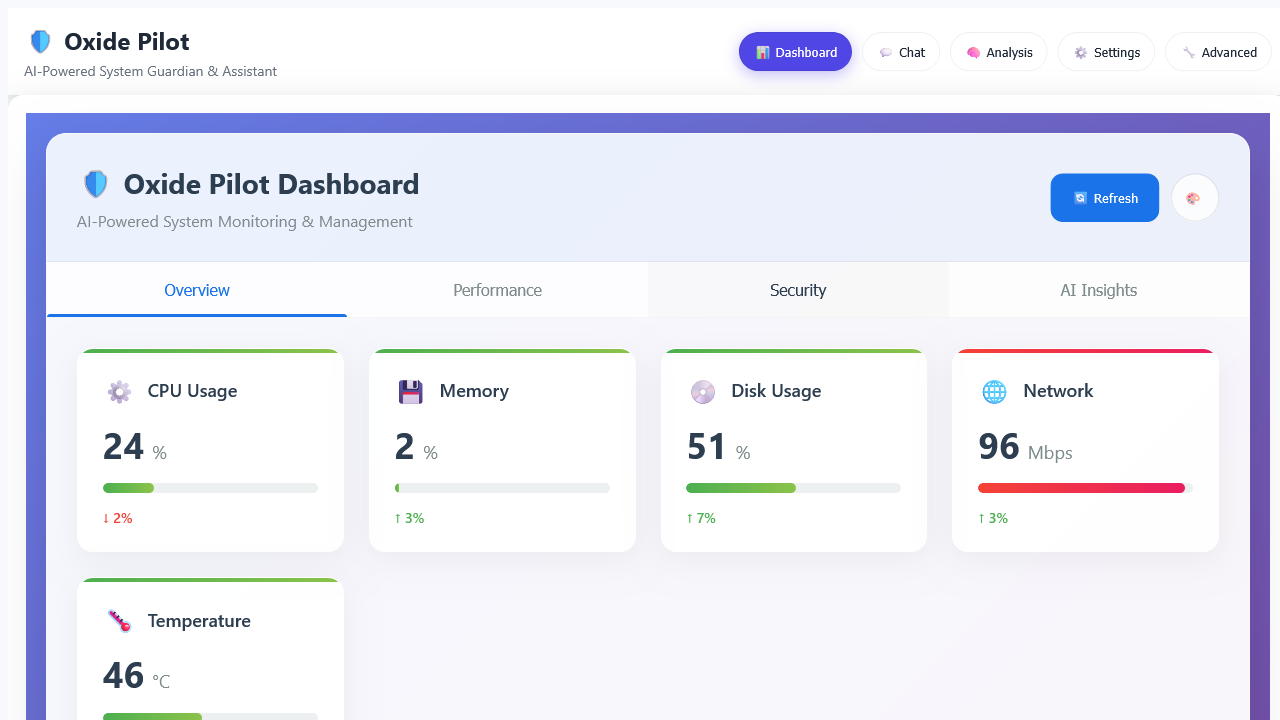 Oxide Pilot
AI-Powered System Guardian & Assistant
Dashboard
Chat
Analysis
Settings
Advanced
Oxide Pilot Dashboard
AI-Powered System Monitoring & Management
Refresh
Overview
Performance
Security
AI Insights
CPU Usage
24 %
↓ 2%
Memory
2 %
↑ 3%
Disk Usage
51 %
↑ 7%
Network
96 Mbps
↑ 3%
Temperature
46 °C